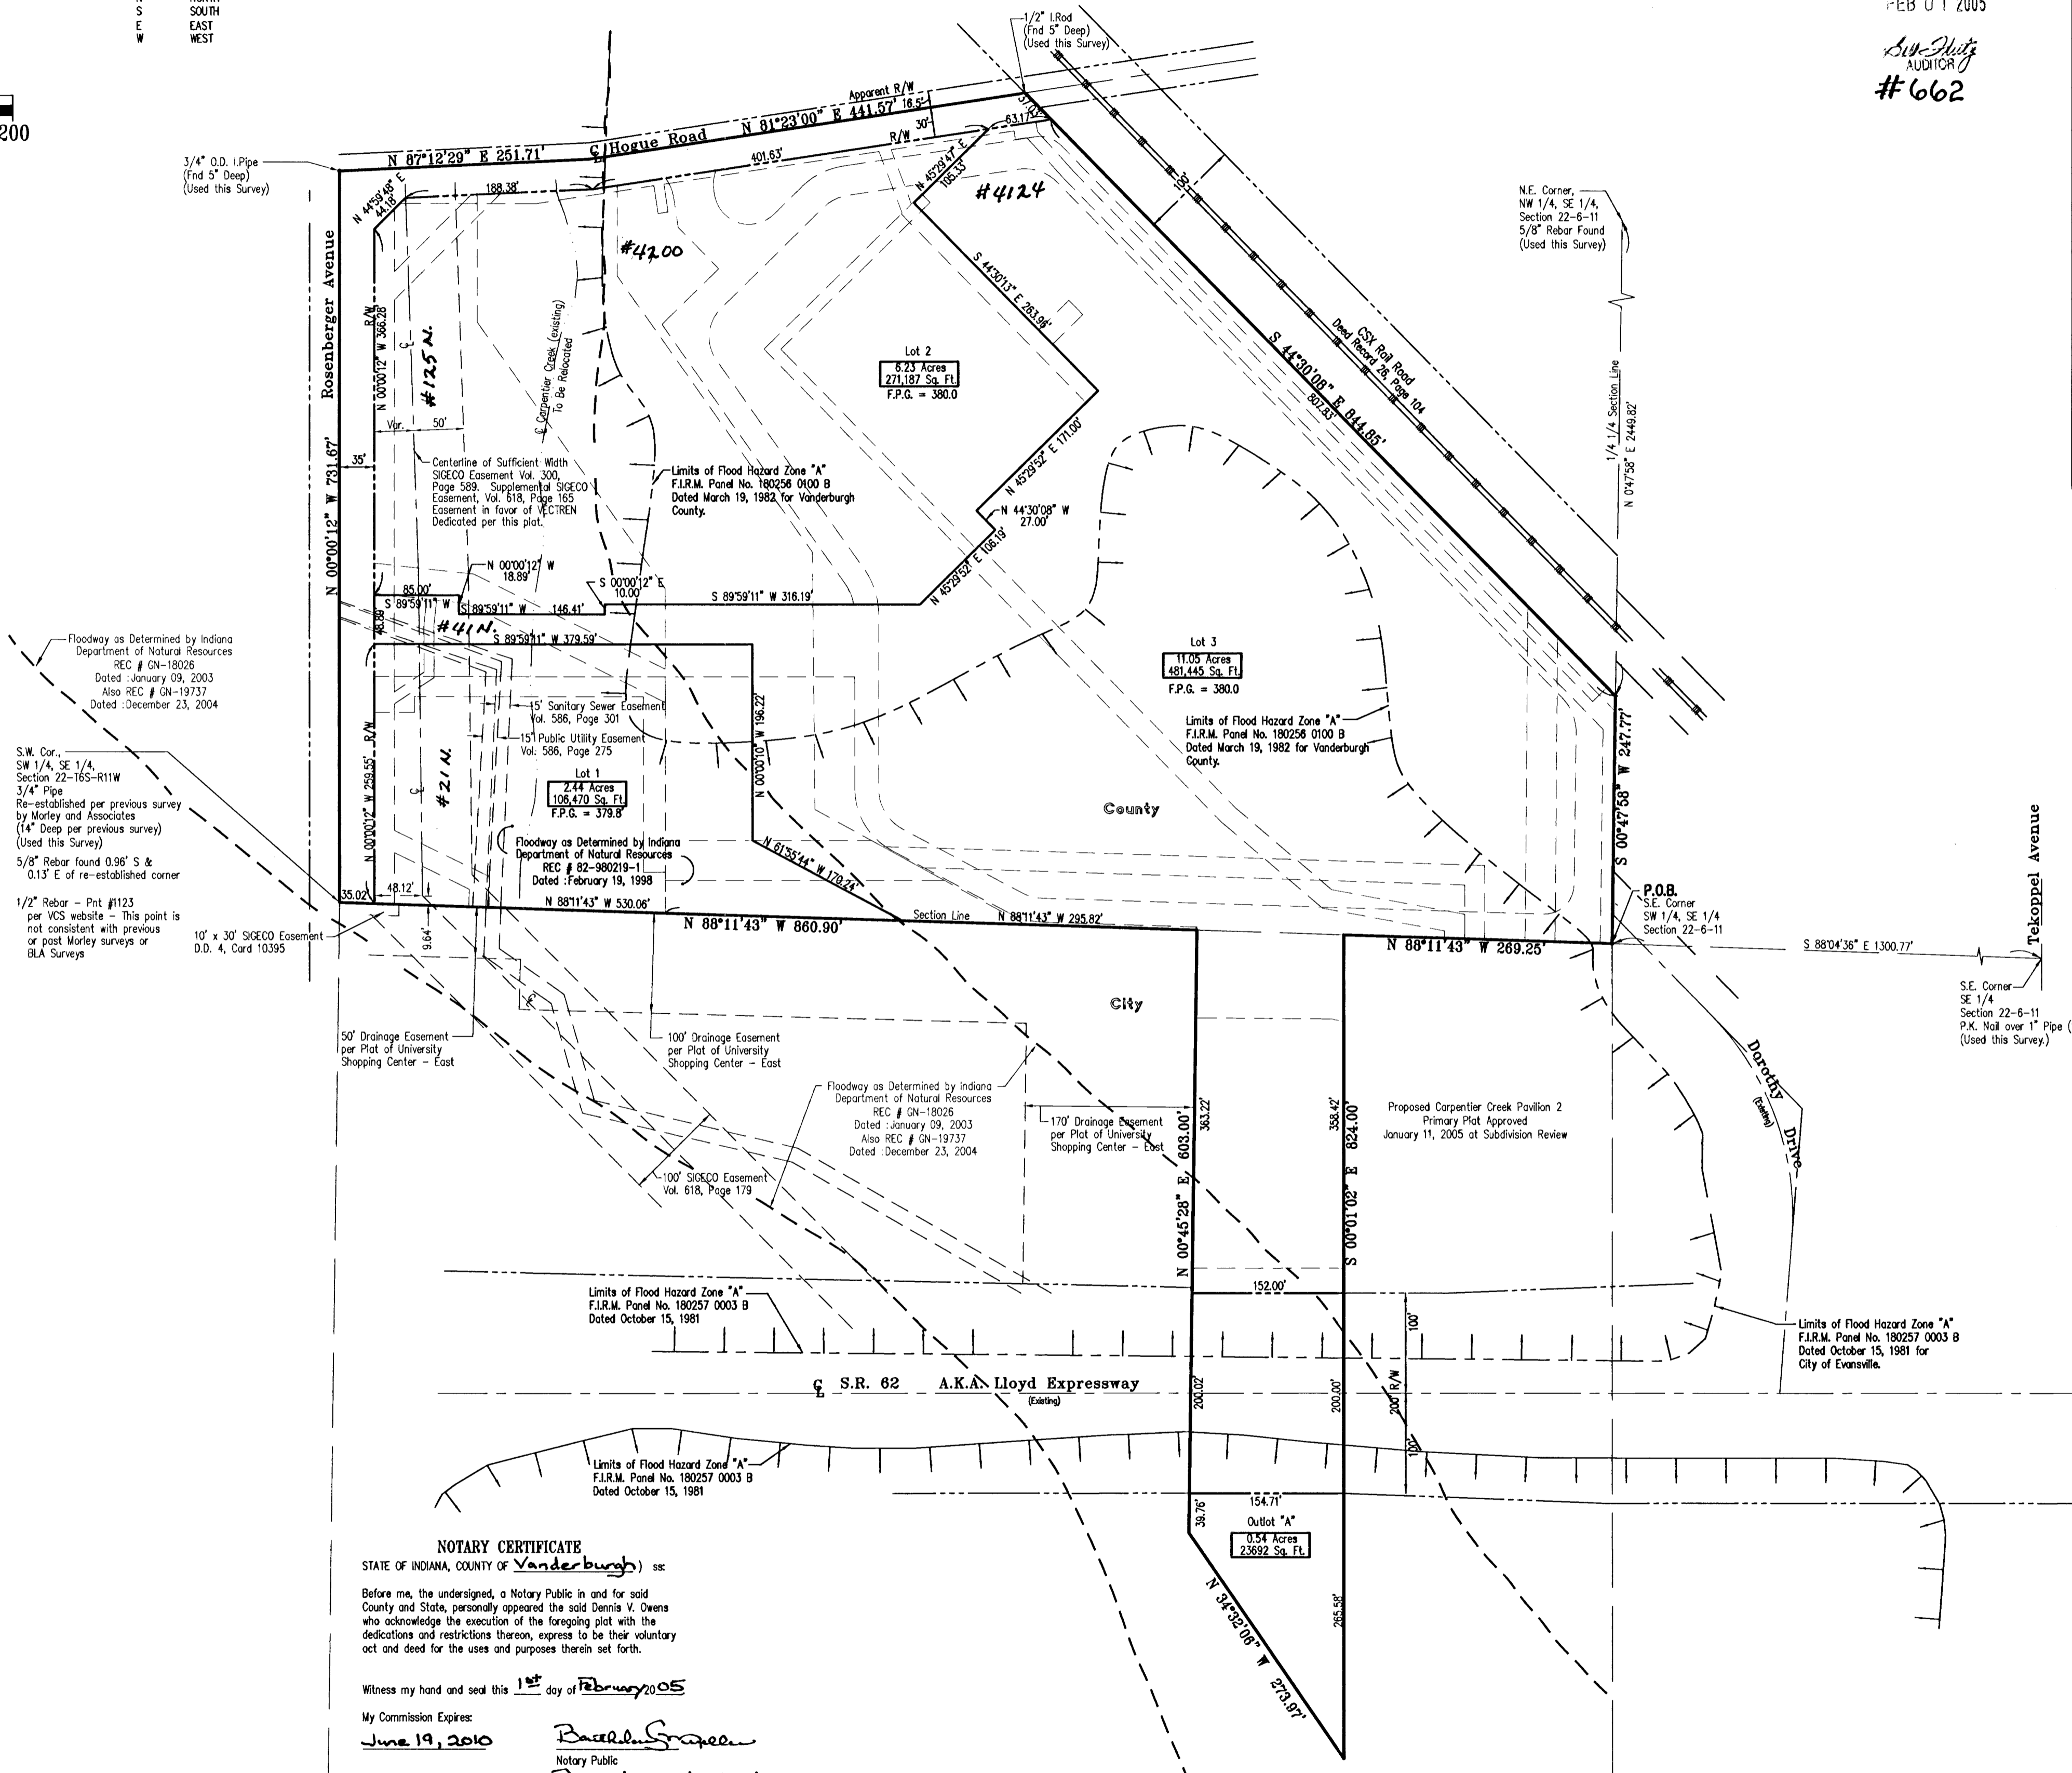 S SOUTH
E EAST
W WEST
200
FEB 01 2005
AUDITOR
#662
1/2" I.Rod
(Fnd 5" Deep)
(Used this Survey)
3/4" O.D. I.Pipe
(Fnd 5" Deep)
(Used this Survey)
Apparent R/W
N 87°12'29" E 251.71'
Hogue Road
N 81°23'00" E 441.57'
16.5'
30'
R/W
37.02'
63.17'
401.63'
188.38'
N 44°59'48" E
44.18'
N 45°29'47" E
105.33'
#4124
#4200
100'
N.E. Corner,
NW 1/4, SE 1/4,
Section 22-6-11
5/8" Rebar Found
(Used this Survey)
Rosenberger Avenue
N 00°00'12" W 731.67'
R/W
N 00°00'12" W 366.28'
#125 N.
Var.
50'
35'
℄ Carpentier Creek (existing)
To Be Relocated
S 44°30'13" E 263.96'
Lot 2
6.23 Acres
271,187 Sq. Ft.
F.P.G. = 380.0
CSX Rail Road
Deed Record 26, Page 104
S 44°30'08" E 844.85'
807.83'
1/4 1/4 Section Line
N 0°47'58" E 2449.82'
Centerline of Sufficient Width
SIGECO Easement Vol. 300,
Page 589. Supplemental SIGECO
Easement, Vol. 618, Page 165
Easement in favor of VECTREN
Dedicated per this plat.
Limits of Flood Hazard Zone "A"
F.I.R.M. Panel No. 180256 0100 B
Dated March 19, 1982 for Vanderburgh
County.
N 45°29'52" E 171.00'
N 44°30'08" W
27.00'
N 45°29'52" E 106.19'
N 00°00'12" W
18.89'
S 00°00'12" E
10.00'
85.00'
S 89°59'11" W
S 89°59'11" W 146.41'
S 89°59'11" W 316.19'
48.89'
#41 N.
S 89°59'11" W 379.59'
Floodway as Determined by Indiana
Department of Natural Resources
REC # GN-18026
Dated :January 09, 2003
Also REC # GN-19737
Dated :December 23, 2004
Lot 3
11.05 Acres
481,445 Sq. Ft.
F.P.G. = 380.0
15' Sanitary Sewer Easement
Vol. 586, Page 301
15' Public Utility Easement
Vol. 586, Page 275
N 00°00'10" W 196.22'
Limits of Flood Hazard Zone "A"
F.I.R.M. Panel No. 180256 0100 B
Dated March 19, 1982 for Vanderburgh
County.
S 00°47'58" W 247.77'
S.W. Cor.,
SW 1/4, SE 1/4,
Section 22-T6S-R11W
3/4" Pipe
Re-established per previous survey
by Morley and Associates
(14" Deep per previous survey)
(Used this Survey)
5/8" Rebar found 0.96' S &
0.13' E of re-established corner
1/2" Rebar - Pnt #1123
per VCS website - This point is
not consistent with previous
or past Morley surveys or
BLA Surveys
N 00°00'12" W 259.55'
R/W
#21 N.
Lot 1
2.44 Acres
106,470 Sq. Ft.
F.P.G. = 379.8'
Floodway as Determined by Indiana
Department of Natural Resources
REC # 82-980219-1
Dated :February 19, 1998
County
N 61°55'44" W 170.24'
35.02'
48.12'
9.64'
10' x 30' SIGECO Easement
D.D. 4, Card 10395
N 88°11'43" W 530.06'
N 88°11'43" W 860.90'
Section Line
N 88°11'43" W 295.82'
N 88°11'43" W 269.25'
P.O.B.
S.E. Corner
SW 1/4, SE 1/4
Section 22-6-11
S 88°04'36" E 1300.77'
Tekoppel Avenue
S.E. Corner
SE 1/4
Section 22-6-11
P.K. Nail over 1" Pipe (
(Used this Survey.)
City
50' Drainage Easement
per Plat of University
Shopping Center - East
100' Drainage Easement
per Plat of University
Shopping Center - East
Floodway as Determined by Indiana
Department of Natural Resources
REC # GN-18026
Dated :January 09, 2003
Also REC # GN-19737
Dated :December 23, 2004
170' Drainage Easement
per Plat of University
Shopping Center - East
100' SIGECO Easement
Vol. 618, Page 179
N 00°45'28" E 603.00'
363.22'
358.42'
S 00°01'02" E 824.00'
Proposed Carpentier Creek Pavilion 2
Primary Plat Approved
January 11, 2005 at Subdivision Review
Dorothy Drive
(Existing)
152.00'
Limits of Flood Hazard Zone "A"
F.I.R.M. Panel No. 180257 0003 B
Dated October 15, 1981
100'
Limits of Flood Hazard Zone "A"
F.I.R.M. Panel No. 180257 0003 B
Dated October 15, 1981 for
City of Evansville.
℄ S.R. 62 A.K.A. Lloyd Expressway
(Existing)
200.02'
200.00'
200' R/W
100'
Limits of Flood Hazard Zone "A"
F.I.R.M. Panel No. 180257 0003 B
Dated October 15, 1981
154.71'
39.76'
Outlot "A"
0.54 Acres
23692 Sq. Ft.
N 34°32'06" W 273.97'
265.58'
NOTARY CERTIFICATE
STATE OF INDIANA, COUNTY OF Vanderburgh ) ss:
Before me, the undersigned, a Notary Public in and for said
County and State, personally appeared the said Dennis V. Owens
who acknowledge the execution of the foregoing plat with the
dedications and restrictions thereon, express to be their voluntary
act and deed for the uses and purposes therein set forth.
Witness my hand and seal this 1st day of February 2005
My Commission Expires:
June 19, 2010
Notary Public